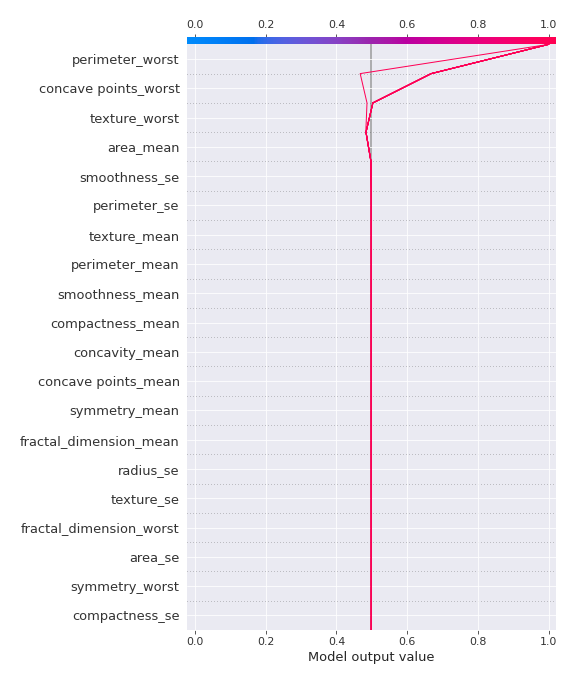 0.0 0.2 0.4 0.6 0.8 1.0
perimeter_worst
concave points_worst
texture_worst
area_mean
smoothness_se
perimeter_se
texture_mean
perimeter_mean
smoothness_mean
compactness_mean
concavity_mean
concave points_mean
symmetry_mean
fractal_dimension_mean
radius_se
texture_se
fractal_dimension_worst
area_se
symmetry_worst
compactness_se
0.0 0.2 0.4 0.6 0.8 1.0
Model output value